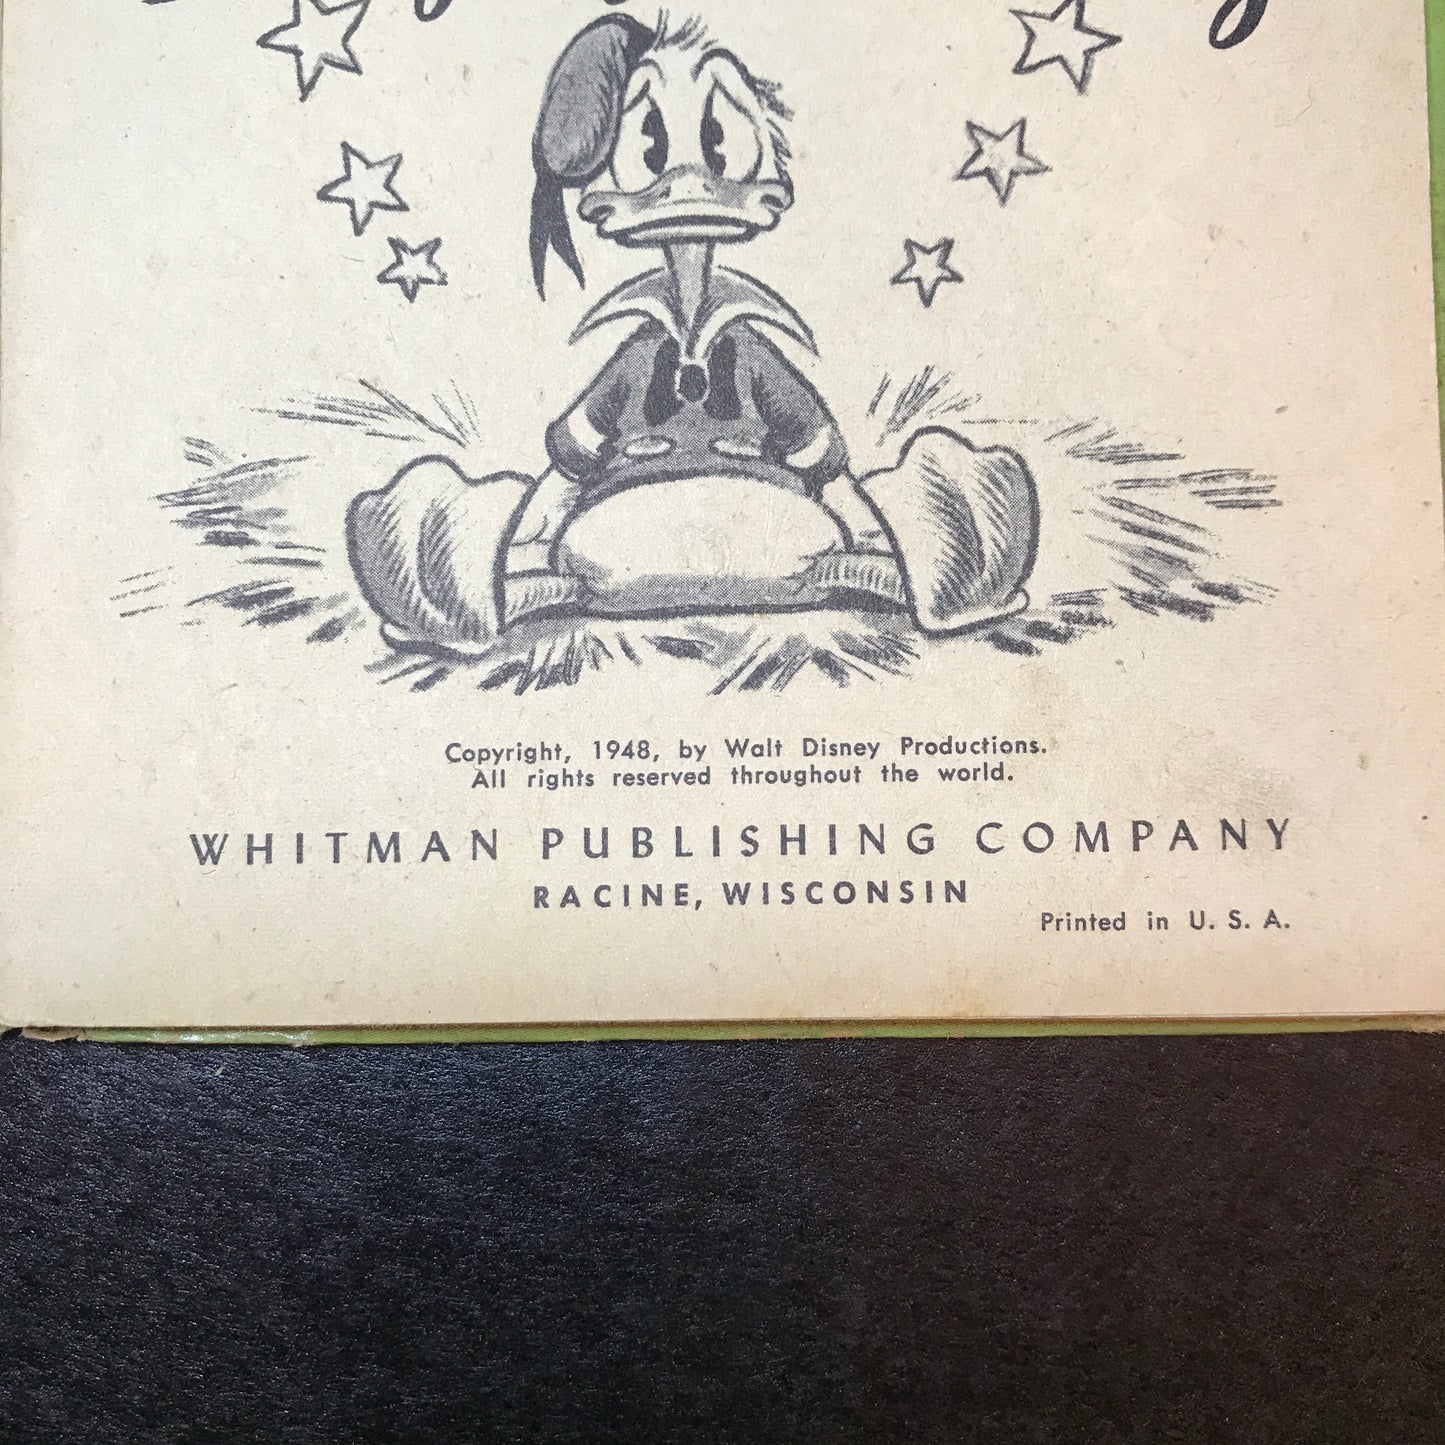 Copyright, 1948, by Walt Disney Productions.
All rights reserved throughout the world.
WHITMAN PUBLISHING COMPANY
RACINE, WISCONSIN
Printed in U. S. A.